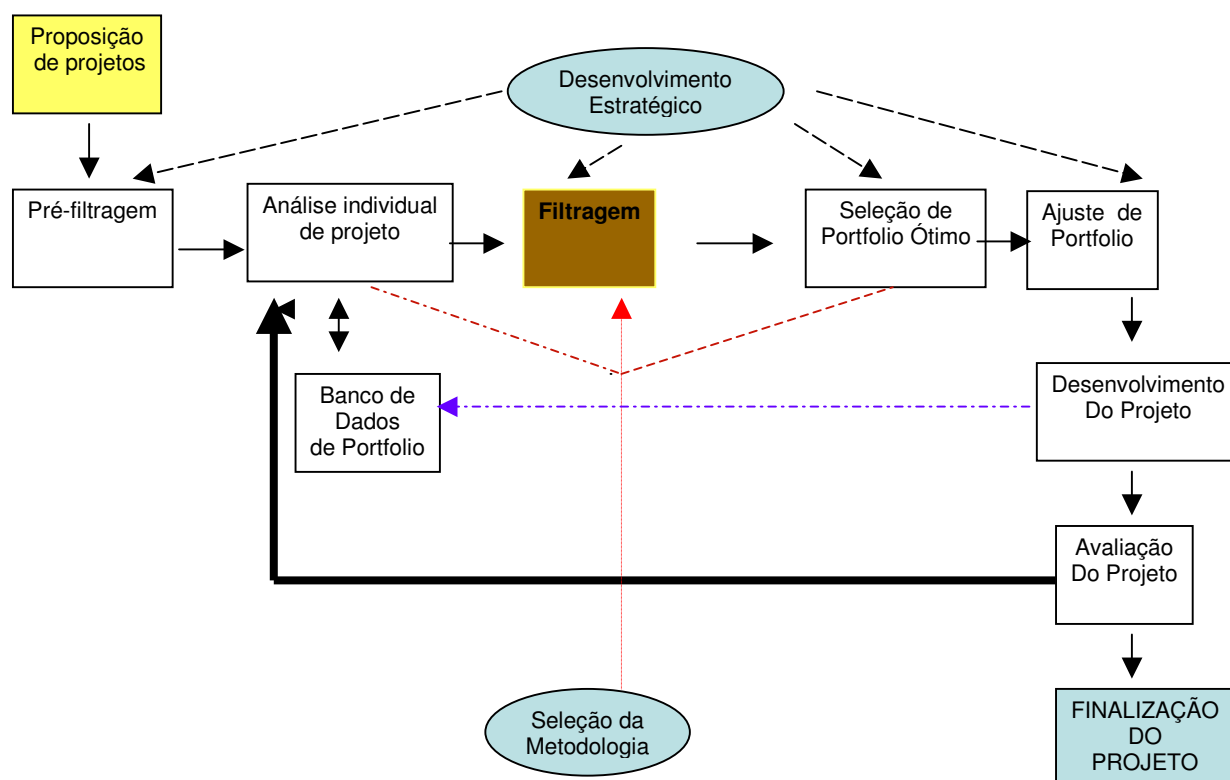 Proposição
de projetos
Desenvolvimento
Estratégico
Pré-filtragem
Análise individual
de projeto
Filtragem
Seleção de
Portfolio Ótimo
Ajuste de
Portfolio
Banco de
Dados
de Portfolio
Desenvolvimento
Do Projeto
Avaliação
Do Projeto
Seleção da
Metodologia
FINALIZAÇÃO
DO
PROJETO